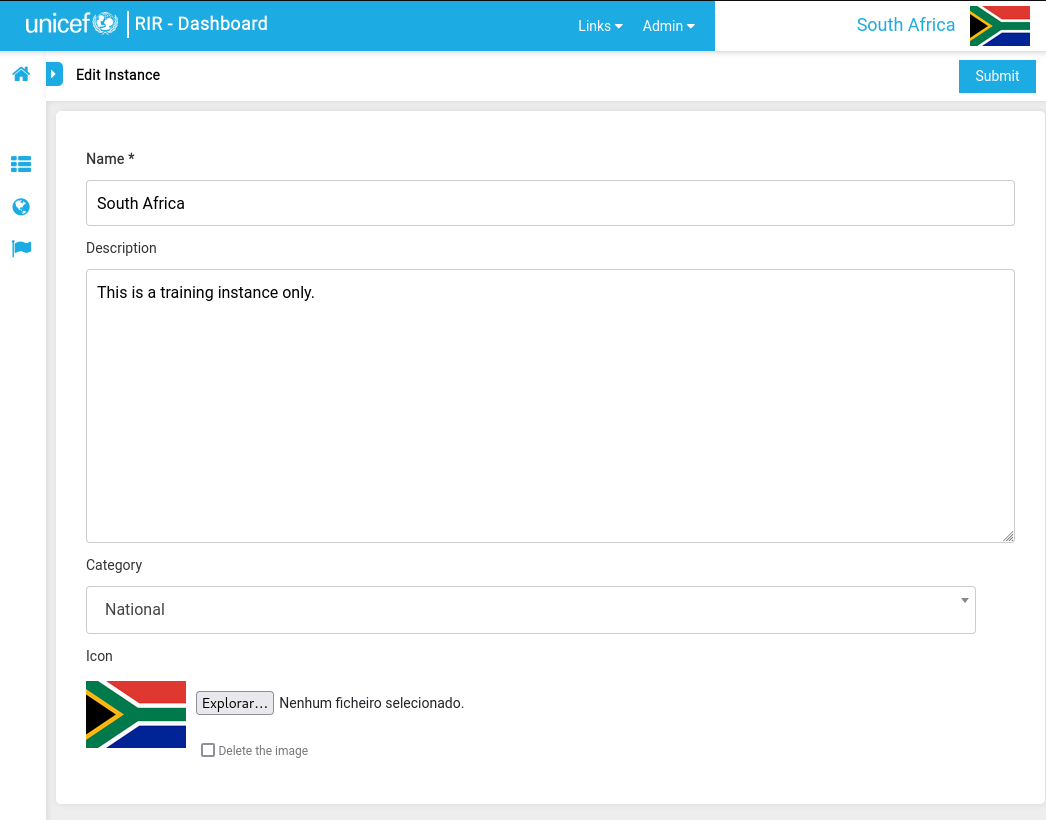 unicef RIR - Dashboard Links Admin South Africa
Edit Instance Submit
Name *
South Africa
Description
This is a training instance only.
Category
National
Icon
Explorar... Nenhum ficheiro selecionado.
Delete the image